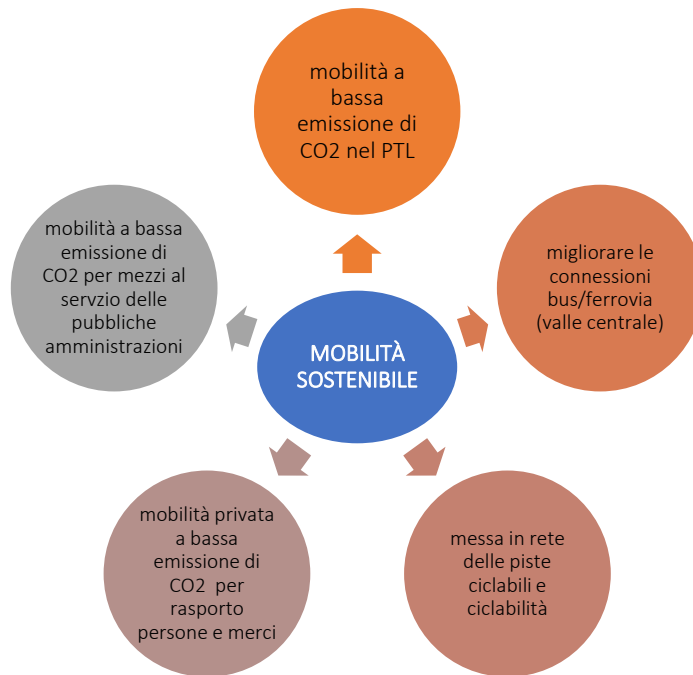 mobilità a
bassa
emissione di
CO2 nel PTL
mobilità a bassa
emissione di
CO2 per mezzi al
servzio delle
pubbliche
amministrazioni
migliorare le
connessioni
bus/ferrovia
(valle centrale)
MOBILITÀ
SOSTENIBILE
mobilità privata
a bassa
emissione di
CO2 per
rasporto
persone e merci
messa in rete
delle piste
ciclabili e
ciclabilità